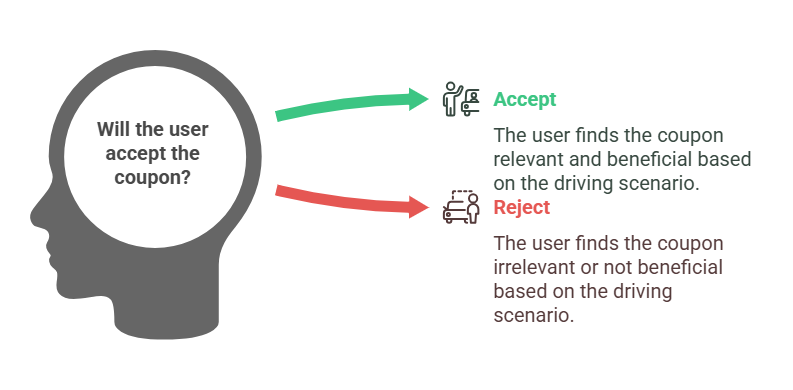 Will the user
accept the
coupon?
Accept
The user finds the coupon
relevant and beneficial based
on the driving scenario.
Reject
The user finds the coupon
irrelevant or not beneficial
based on the driving
scenario.